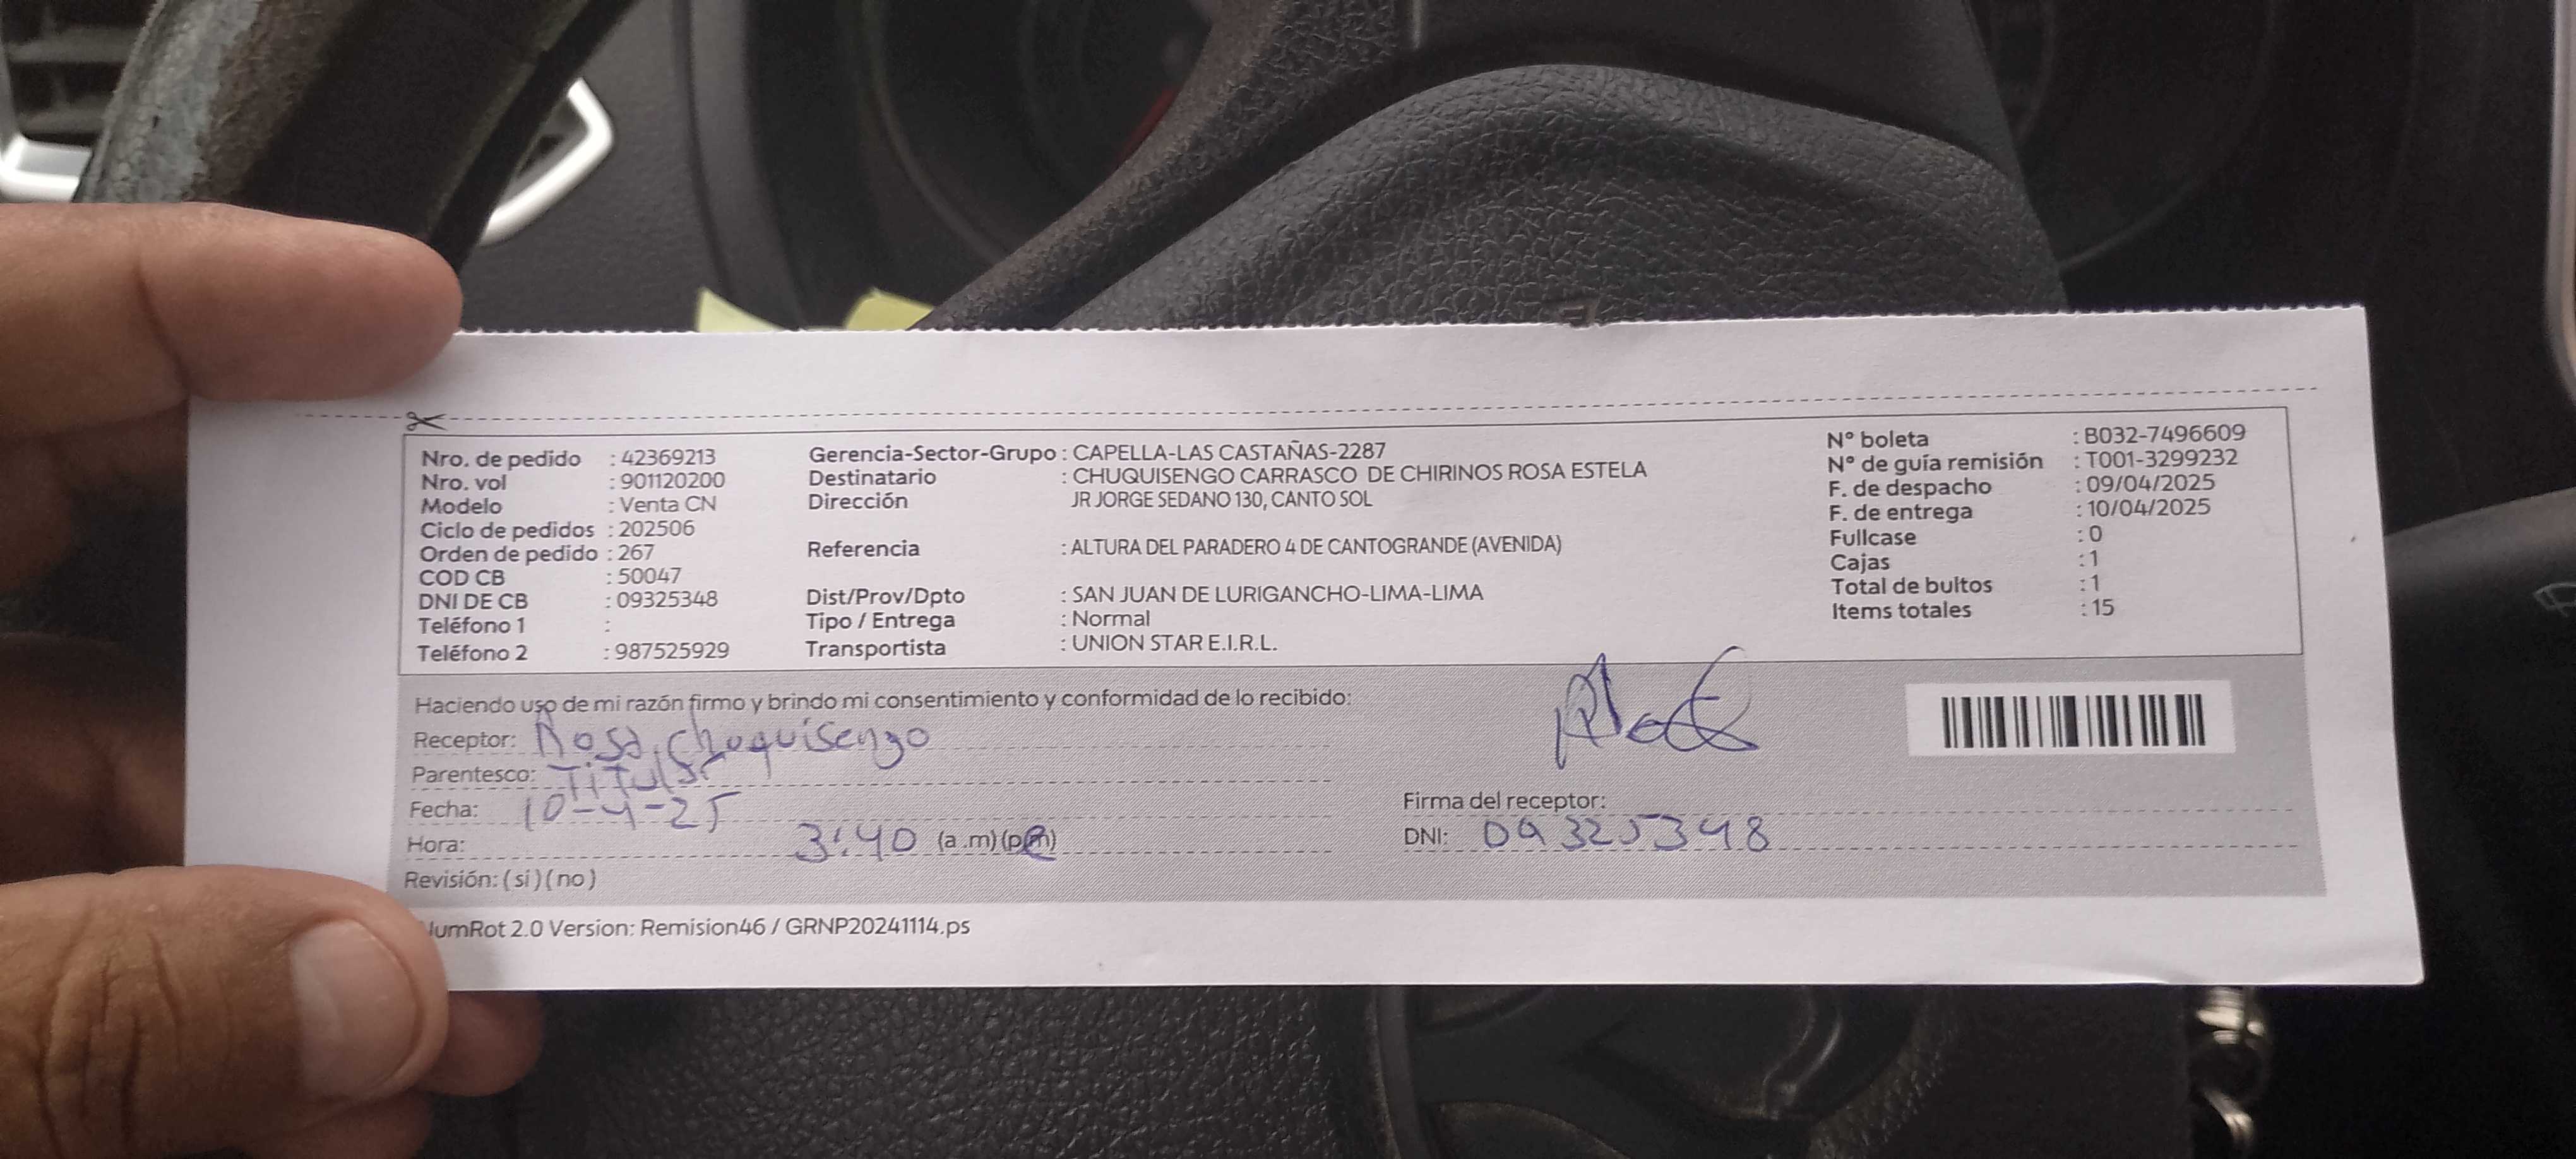 Nro. de pedido : 42369213
Nro. vol : 901120200
Modelo : Venta CN
Ciclo de pedidos : 202506
Orden de pedido : 267
COD CB : 50047
DNI DE CB : 09325348
Teléfono 1 :
Teléfono 2 : 987525929
Gerencia-Sector-Grupo : CAPELLA-LAS CASTAÑAS-2287
Destinatario : CHUQUISENGO CARRASCO DE CHIRINOS ROSA ESTELA
Dirección JR JORGE SEDANO 130, CANTO SOL
Referencia : ALTURA DEL PARADERO 4 DE CANTOGRANDE (AVENIDA)
Dist/Prov/Dpto : SAN JUAN DE LURIGANCHO-LIMA-LIMA
Tipo / Entrega : Normal
Transportista : UNION STAR E.I.R.L.
N° boleta : B032-7496609
N° de guía remisión : T001-3299232
F. de despacho : 09/04/2025
F. de entrega : 10/04/2025
Fullcase : 0
Cajas : 1
Total de bultos : 1
Items totales : 15
Haciendo uso de mi razón firmo y brindo mi consentimiento y conformidad de lo recibido:
Receptor: Rosa Chuquisengo
Parentesco: Titular
Fecha: 10-4-25
Hora: 3:40 (a.m) (pm)
Revisión: (si) (no)
Firma del receptor:
DNI: 09325348
umRot 2.0 Version: Remision46 / GRNP20241114.ps